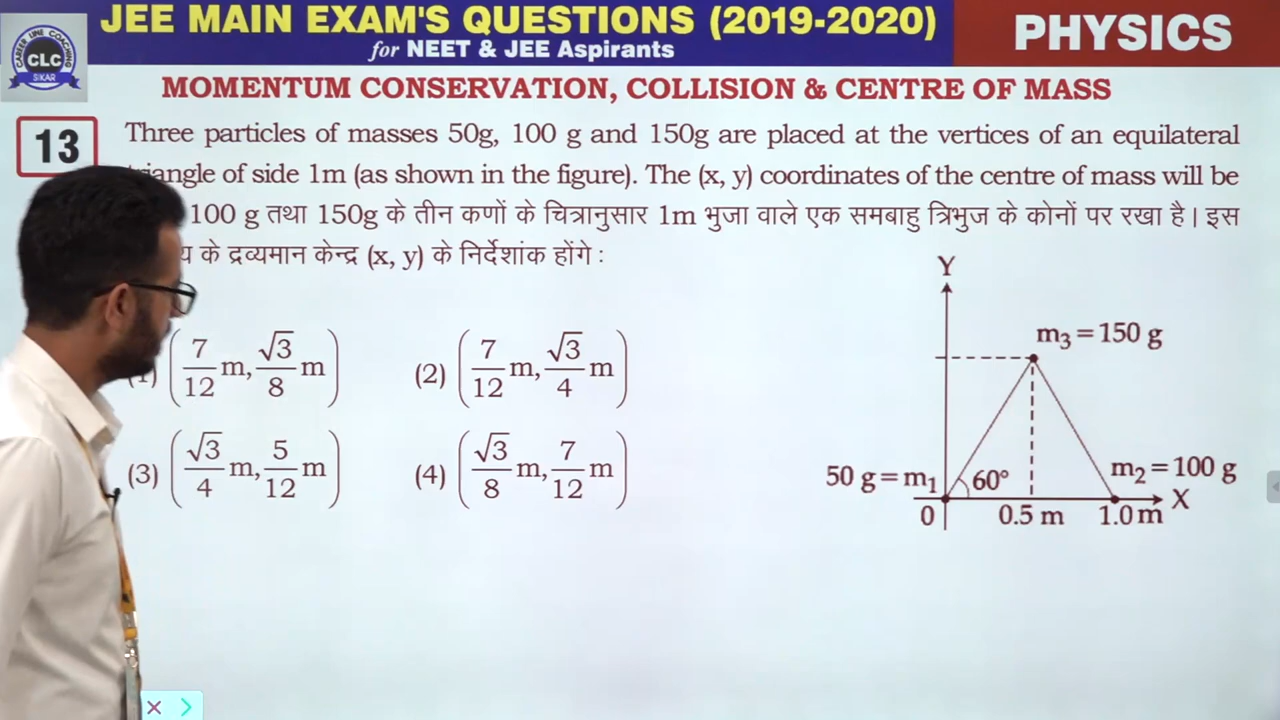 JEE MAIN EXAM'S QUESTIONS (2019-2020)
for NEET & JEE Aspirants
PHYSICS
CAREER LINE COACHING
CLC
SIKAR
MOMENTUM CONSERVATION, COLLISION & CENTRE OF MASS
13
Three particles of masses 50g, 100 g and 150g are placed at the vertices of an equilateral
triangle of side 1m (as shown in the figure). The (x, y) coordinates of the centre of mass will be
100 g तथा 150g के तीन कणों के चित्रानुसार 1m भुजा वाले एक समबाहु त्रिभुज के कोनों पर रखा है। इस
के द्रव्यमान केन्द्र (x, y) के निर्देशांक होंगे :
(1) (7/12 m, √3/8 m) (2) (7/12 m, √3/4 m)
(3) (√3/4 m, 5/12 m) (4) (√3/8 m, 7/12 m)
Y
m₃ = 150 g
50 g = m₁
60°
m₂ = 100 g
X
0 0.5 m 1.0 m